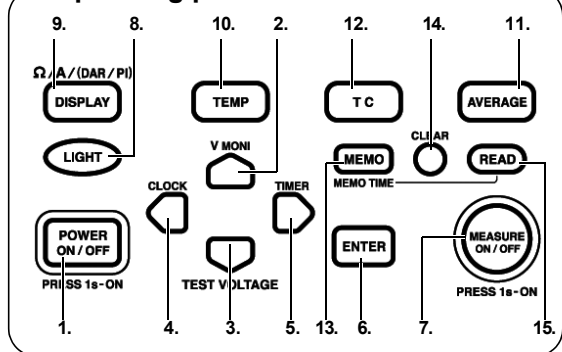 9. 8. 10. 2. 12. 14. 11.
Ω/A/(DAR/PI)
DISPLAY TEMP T C AVERAGE
V MONI CLEAR
LIGHT MEMO READ
MEMO TIME
CLOCK TIMER
POWER
ON/OFF
ENTER
MEASURE
ON/OFF
PRESS 1s-ON TEST VOLTAGE PRESS 1s-ON
1. 4. 3. 5. 13. 6. 7. 15.